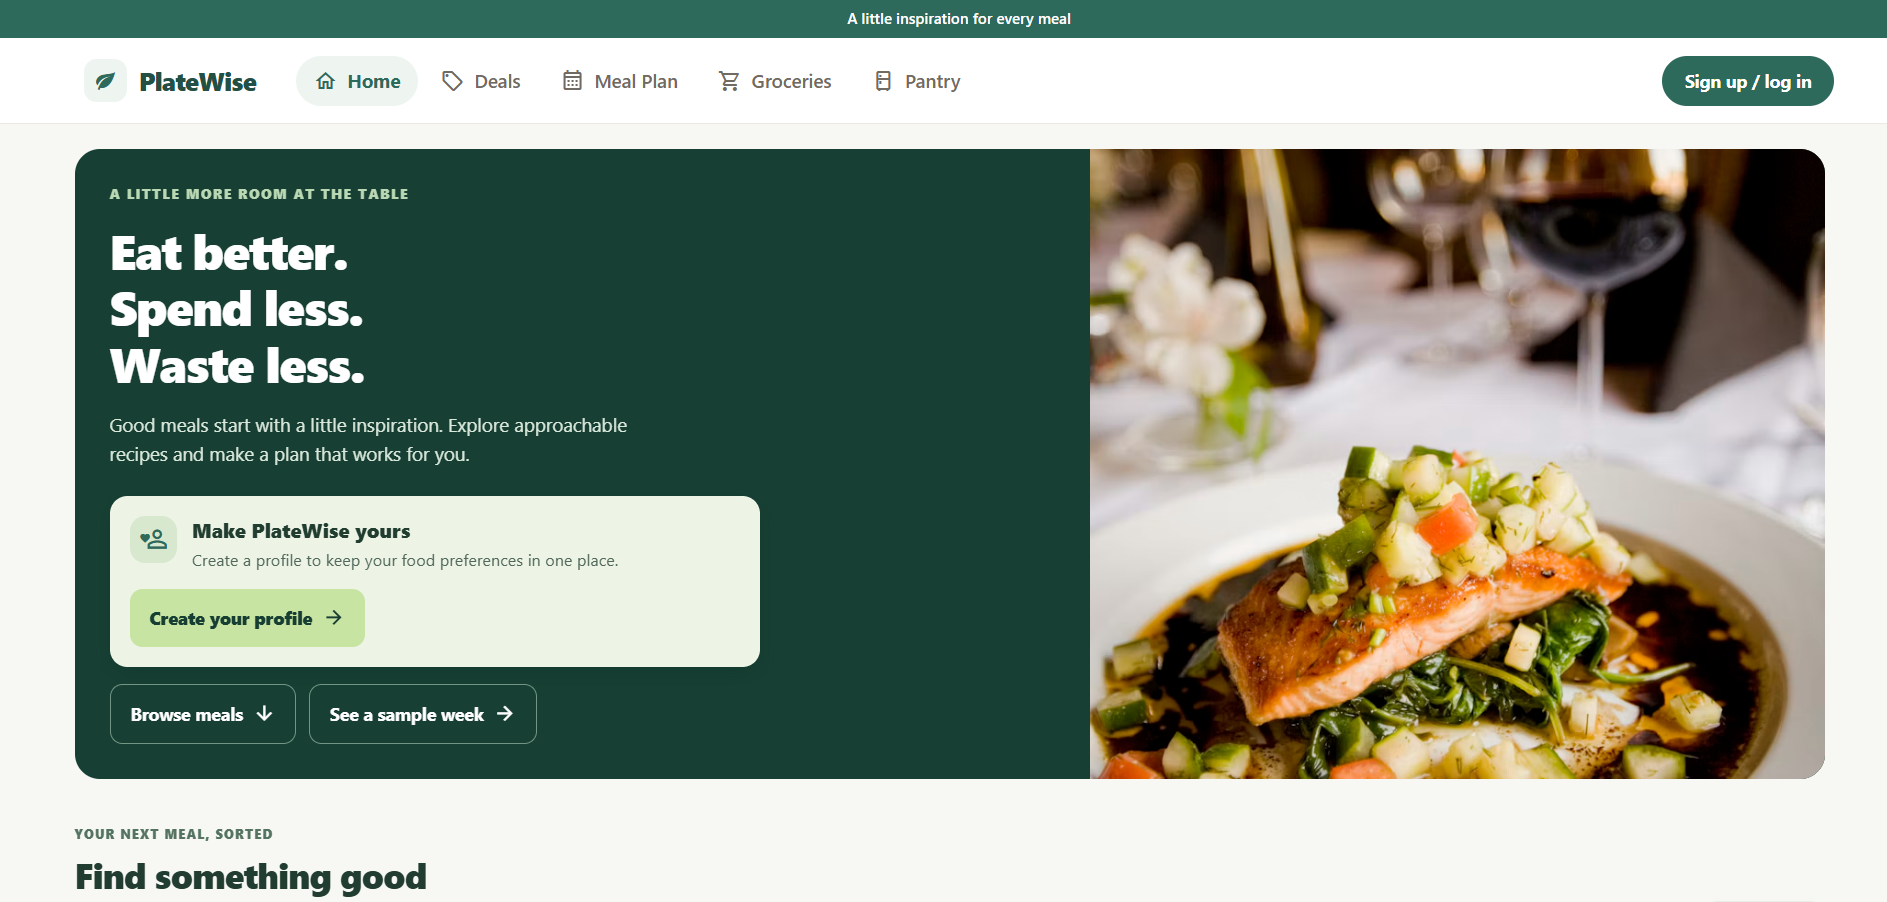 A little inspiration for every meal
PlateWise
Home
Deals
Meal Plan
Groceries
Pantry
Sign up / log in
A LITTLE MORE ROOM AT THE TABLE
Eat better.
Spend less.
Waste less.
Good meals start with a little inspiration. Explore approachable
recipes and make a plan that works for you.
Make PlateWise yours
Create a profile to keep your food preferences in one place.
Create your profile →
Browse meals ↓
See a sample week →
YOUR NEXT MEAL, SORTED
Find something good